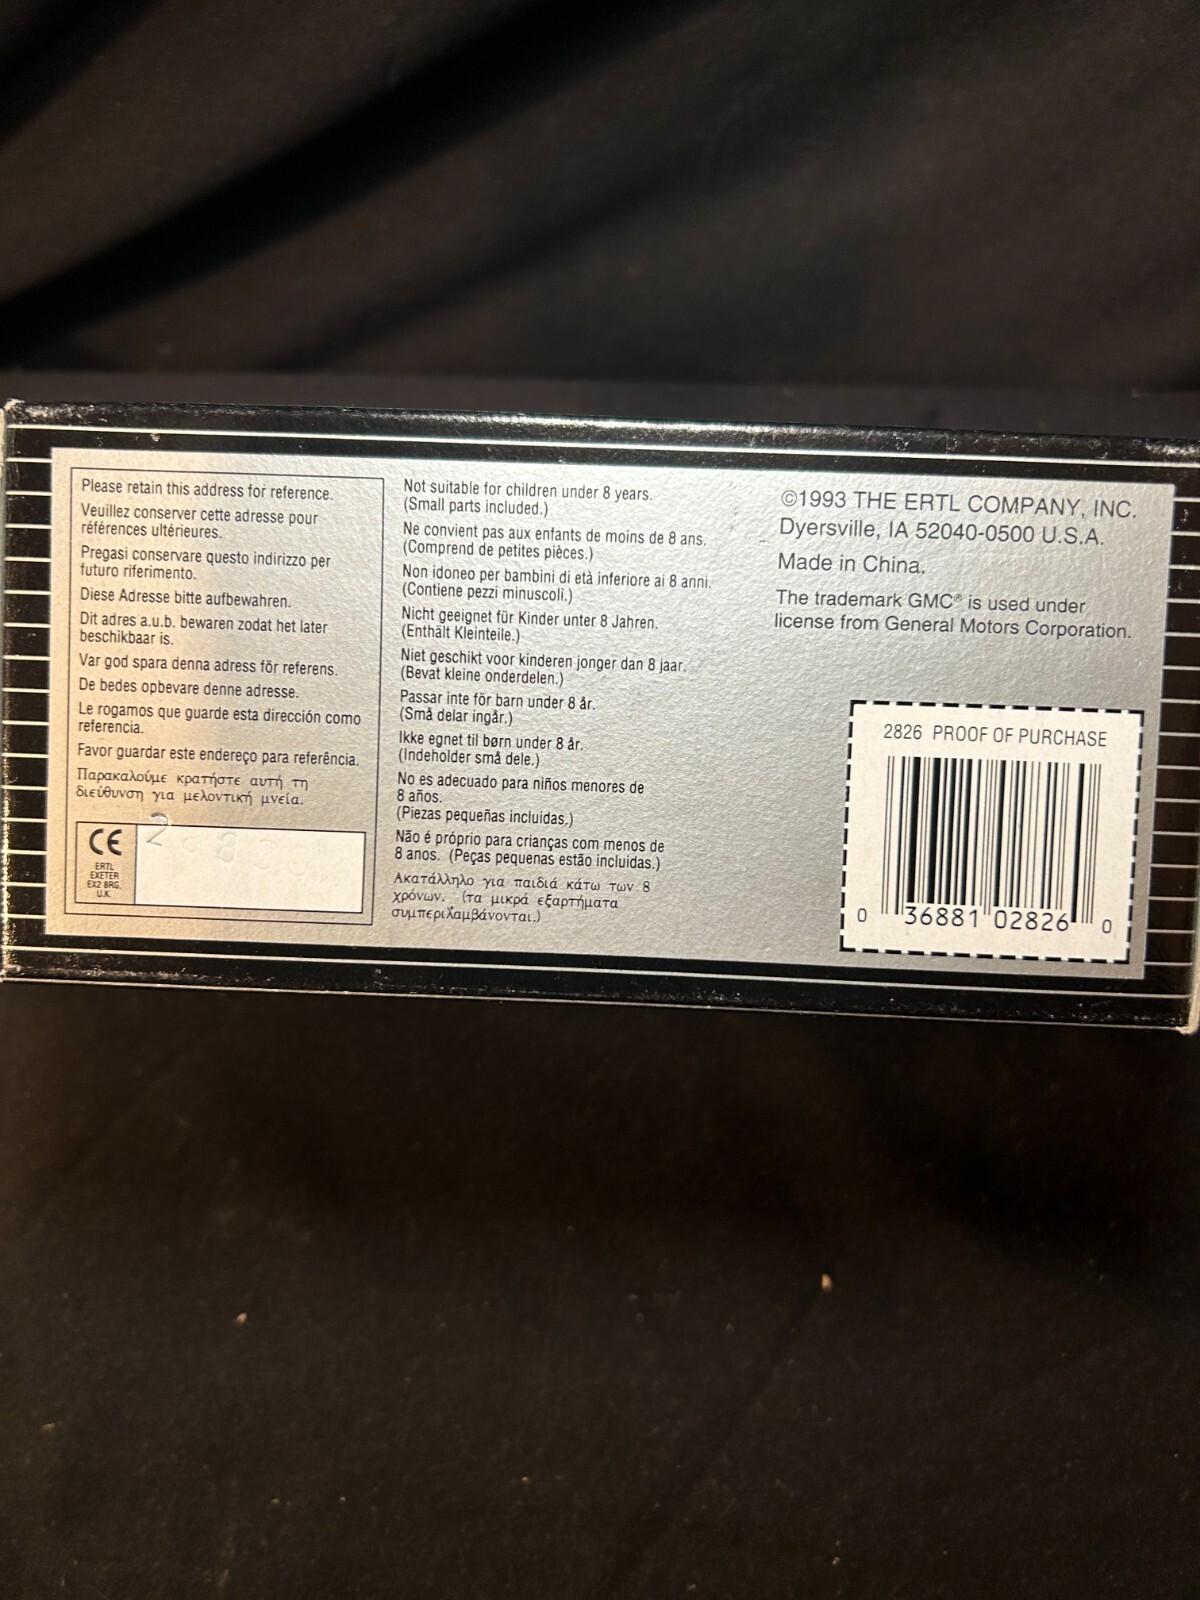 Please retain this address for reference.
Veuillez conserver cette adresse pour
références ultérieures.
Pregasi conservare questo indirizzo per
futuro riferimento.
Diese Adresse bitte aufbewahren.
Dit adres a.u.b. bewaren zodat het later
beschikbaar is.
Var god spara denna adress för referens.
De bedes opbevare denne adresse.
Le rogamos que guarde esta dirección como
referencia.
Favor guardar este endereço para referência.
Παρακαλούμε κρατήστε αυτή τη
διεύθυνση για μελοντική μνεία.
CE
ERTL
EXETER
EX2 8RG.
U.K.
Not suitable for children under 8 years.
(Small parts included.)
Ne convient pas aux enfants de moins de 8 ans.
(Comprend de petites pièces.)
Non idoneo per bambini di età inferiore ai 8 anni.
(Contiene pezzi minuscoli.)
Nicht geeignet für Kinder unter 8 Jahren.
(Enthält Kleinteile.)
Niet geschikt voor kinderen jonger dan 8 jaar.
(Bevat kleine onderdelen.)
Passar inte för barn under 8 år.
(Små delar ingår.)
Ikke egnet til børn under 8 år.
(Indeholder små dele.)
No es adecuado para niños menores de
8 años.
(Piezas pequeñas incluidas.)
Não é próprio para crianças com menos de
8 anos. (Peças pequenas estão incluidas.)
Ακατάλληλο για παιδιά κάτω των 8
χρόνων. (τα μικρά εξαρτήματα
συμπεριλαμβάνονται.)
©1993 THE ERTL COMPANY, INC.
Dyersville, IA 52040-0500 U.S.A.
Made in China.
The trademark GMC® is used under
license from General Motors Corporation.
2826 PROOF OF PURCHASE
0 36881 02826 0